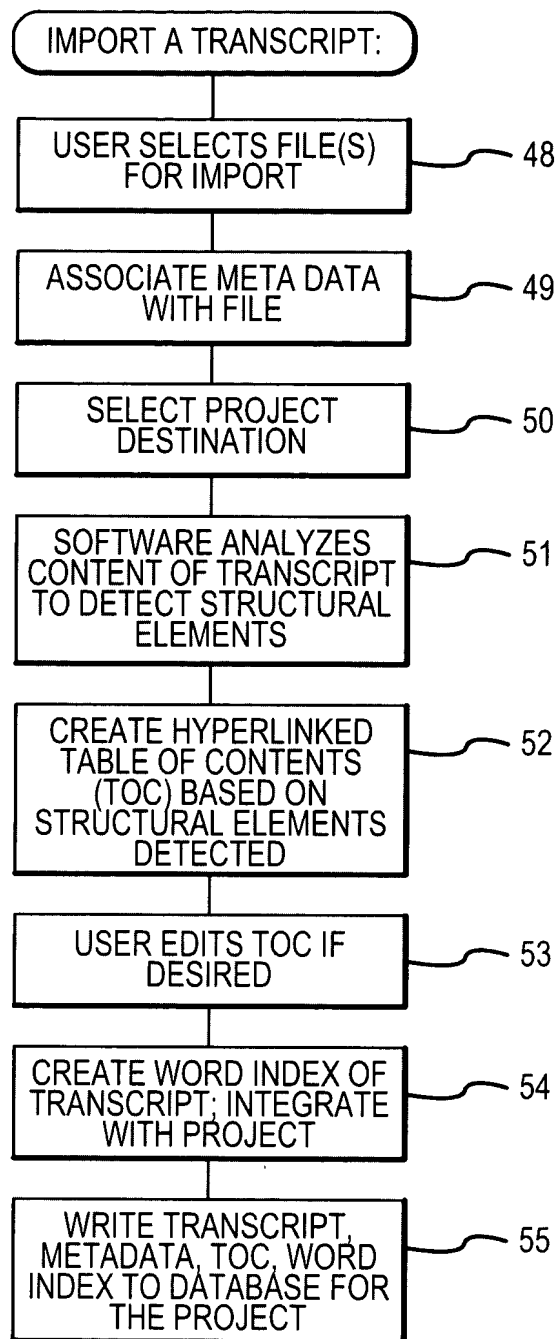 IMPORT A TRANSCRIPT:
USER SELECTS FILE(S)
FOR IMPORT
48
ASSOCIATE META DATA
WITH FILE
49
SELECT PROJECT
DESTINATION
50
SOFTWARE ANALYZES
CONTENT OF TRANSCRIPT
TO DETECT STRUCTURAL
ELEMENTS
51
CREATE HYPERLINKED
TABLE OF CONTENTS
(TOC) BASED ON
STRUCTURAL ELEMENTS
DETECTED
52
USER EDITS TOC IF
DESIRED
53
CREATE WORD INDEX OF
TRANSCRIPT; INTEGRATE
WITH PROJECT
54
WRITE TRANSCRIPT,
METADATA, TOC, WORD
INDEX TO DATABASE FOR
THE PROJECT
55